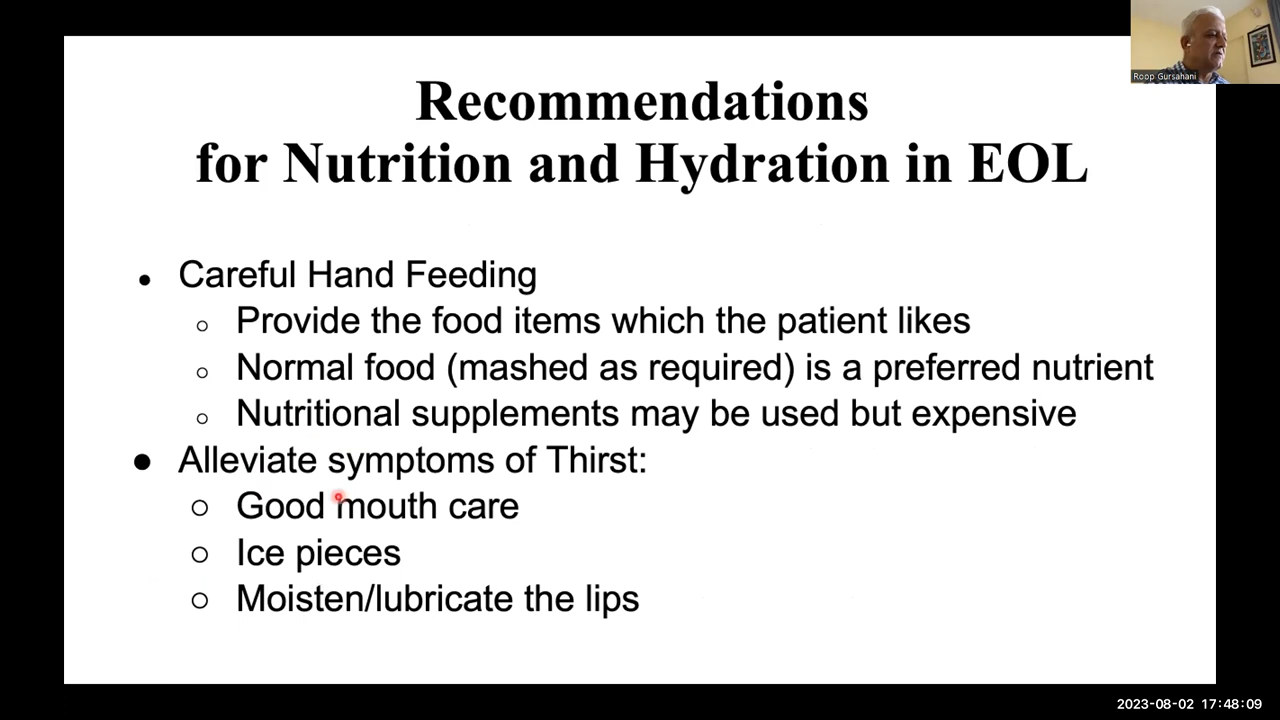 Roop Gursahani
Recommendations
for Nutrition and Hydration in EOL
● Careful Hand Feeding
○ Provide the food items which the patient likes
○ Normal food (mashed as required) is a preferred nutrient
○ Nutritional supplements may be used but expensive
● Alleviate symptoms of Thirst:
○ Good mouth care
○ Ice pieces
○ Moisten/lubricate the lips
2023-08-02 17:48:09